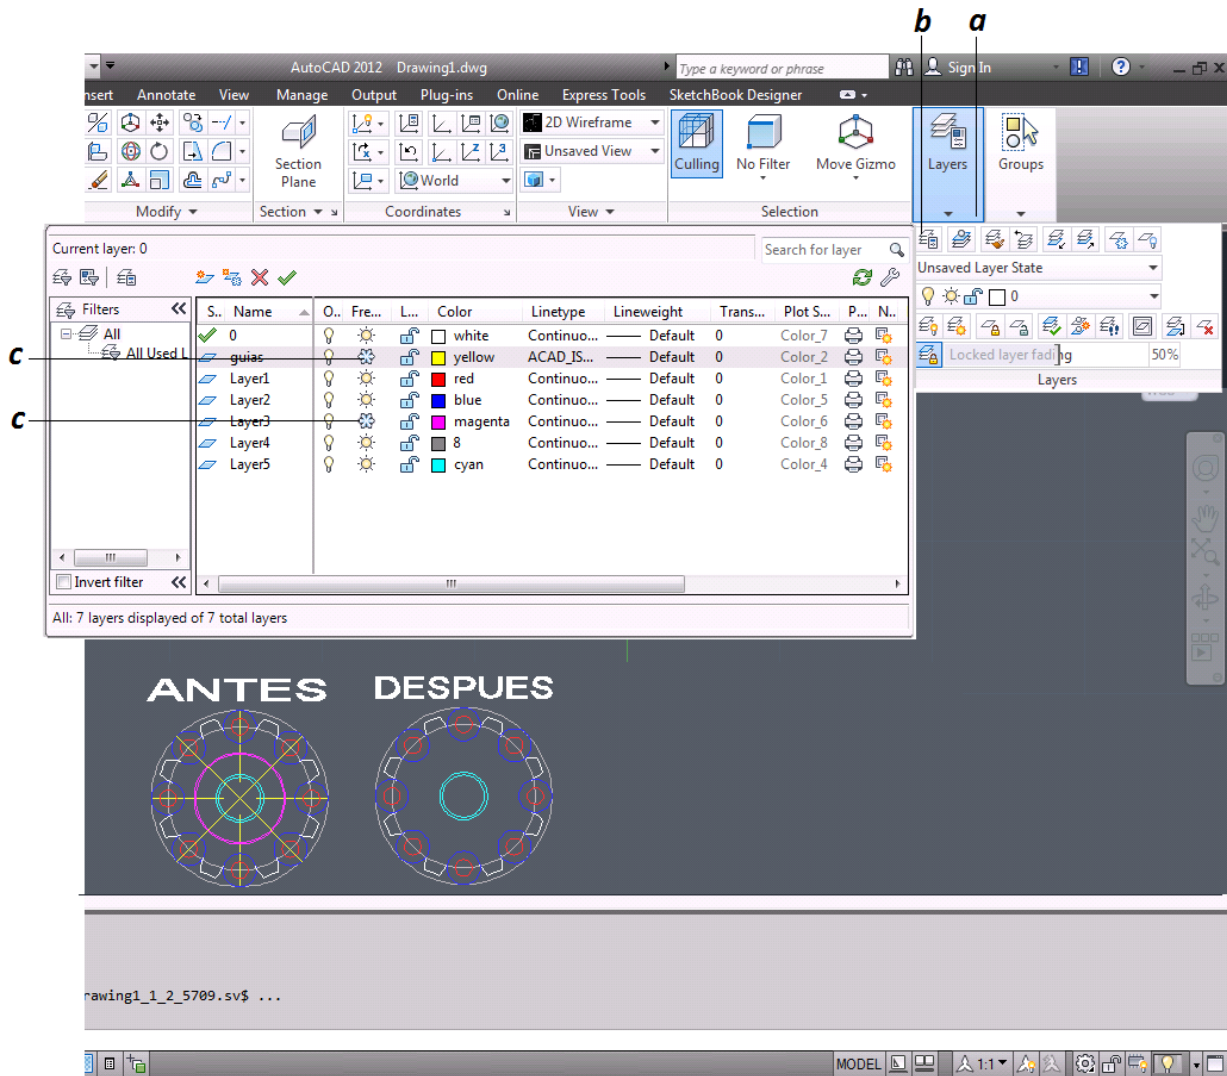 b a
AutoCAD 2012 Drawing1.dwg Type a keyword or phrase Sign In
nsert Annotate View Manage Output Plug-ins Online Express Tools SketchBook Designer
2D Wireframe
Unsaved View
World
Section Plane
Culling No Filter Move Gizmo Layers Groups
Modify Section Coordinates View Selection
Current layer: 0 Search for layer
Unsaved Layer State
0
Locked layer fading 50%
Layers
Filters
All
All Used L
S.. Name O.. Fre... L... Color Linetype Lineweight Trans... Plot S... P... N..
0 white Continuo... Default 0 Color_7
c guias yellow ACAD_IS... Default 0 Color_2
Layer1 red Continuo... Default 0 Color_1
Layer2 blue Continuo... Default 0 Color_5
c Layer3 magenta Continuo... Default 0 Color_6
Layer4 8 Continuo... Default 0 Color_8
Layer5 cyan Continuo... Default 0 Color_4
Invert filter
All: 7 layers displayed of 7 total layers
ANTES DESPUES
rawing1_1_2_5709.sv$ ...
MODEL 1:1